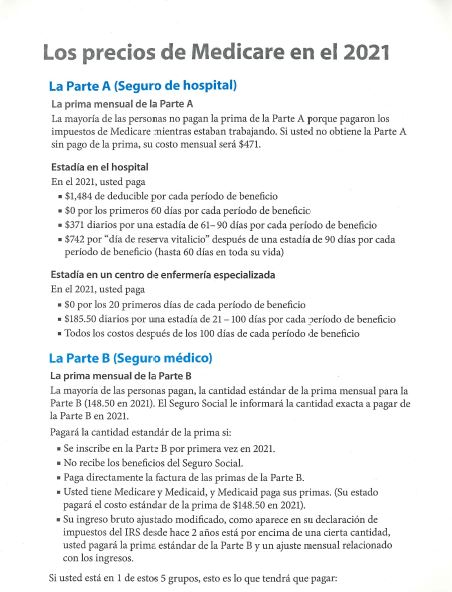 Los precios de Medicare en el 2021
La Parte A (Seguro de hospital)
La prima mensual de la Parte A
La mayoría de las personas no pagan la prima de la Parte A porque pagaron los
impuestos de Medicare mientras estaban trabajando. Si usted no obtiene la Parte A
sin pago de la prima, su costo mensual será $471.
Estadía en el hospital
En el 2021, usted paga
▪ $1,484 de deducible por cada período de beneficio
▪ $0 por los primeros 60 días por cada período de beneficio
▪ $371 diarios por una estadía de 61– 90 días por cada período de beneficio
▪ $742 por “día de reserva vitalicio” después de una estadía de 90 días por cada
período de beneficio (hasta 60 días en toda su vida)
Estadía en un centro de enfermería especializada
En el 2021, usted paga
▪ $0 por los 20 primeros días de cada período de beneficio
▪ $185.50 diarios por una estadía de 21 – 100 días por cada período de beneficio
▪ Todos los costos después de los 100 días de cada período de beneficio
La Parte B (Seguro médico)
La prima mensual de la Parte B
La mayoría de las personas pagan, la cantidad estándar de la prima mensual para la
Parte B (148.50 en 2021). El Seguro Social le informará la cantidad exacta a pagar de
la Parte B en 2021.
Pagará la cantidad estandár de la prima si:
▪ Se inscribe en la Parte B por primera vez en 2021.
▪ No recibe los beneficios del Seguro Social.
▪ Paga directamente la factura de las primas de la Parte B.
▪ Usted tiene Medicare y Medicaid, y Medicaid paga sus primas. (Su estado
pagará el costo estándar de la prima de $148.50 en 2021).
▪ Su ingreso bruto ajustado modificado, como aparece en su declaración de
impuestos del IRS desde hace 2 años está por encima de una cierta cantidad,
usted pagará la prima estándar de la Parte B y un ajuste mensual relacionado
con los ingresos.
Si usted está en 1 de estos 5 grupos, esto es lo que tendrá que pagar: